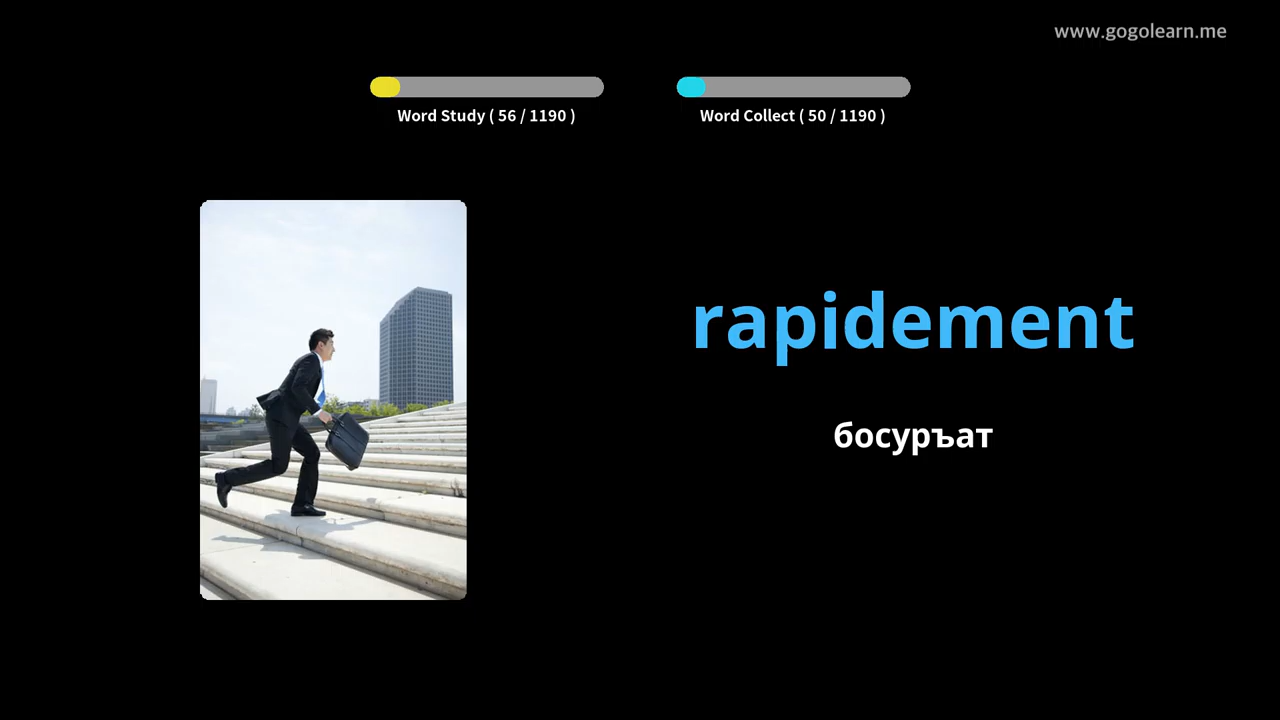 www.gogolearn.me
Word Study ( 56 / 1190 )
Word Collect ( 50 / 1190 )
rapidement
босуръат